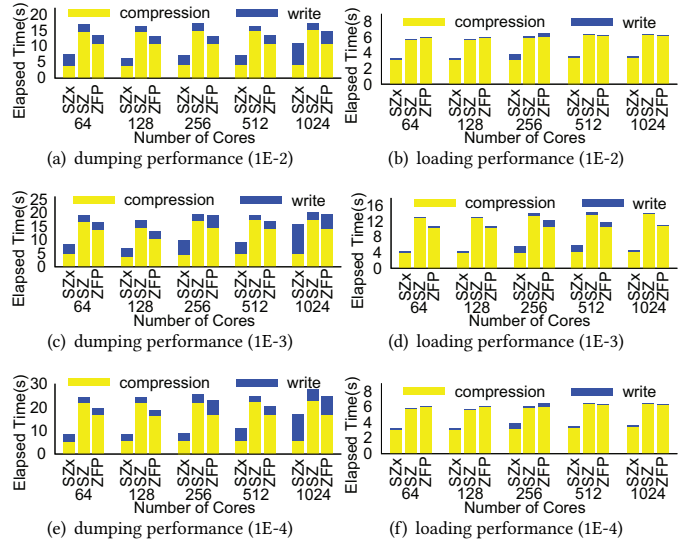 Elapsed Time(s)
20
15
10
5
0
compression
write
SZx SZ ZFP SZx SZ ZFP SZx SZ ZFP SZx SZ ZFP SZx SZ ZFP
64 128 256 512 1024
Number of Cores
(a) dumping performance (1E-2)
Elapsed Time(s)
8
6
4
2
0
compression
write
SZx SZ ZFP SZx SZ ZFP SZx SZ ZFP SZx SZ ZFP SZx SZ ZFP
64 128 256 512 1024
Number of Cores
(b) loading performance (1E-2)
Elapsed Time(s)
25
20
15
10
5
0
compression
write
SZx SZ ZFP SZx SZ ZFP SZx SZ ZFP SZx SZ ZFP SZx SZ ZFP
64 128 256 512 1024
Number of Cores
(c) dumping performance (1E-3)
Elapsed Time(s)
16
12
8
4
0
compression
write
SZx SZ ZFP SZx SZ ZFP SZx SZ ZFP SZx SZ ZFP SZx SZ ZFP
64 128 256 512 1024
Number of Cores
(d) loading performance (1E-3)
Elapsed Time(s)
30
20
10
0
compression
write
SZx SZ ZFP SZx SZ ZFP SZx SZ ZFP SZx SZ ZFP SZx SZ ZFP
64 128 256 512 1024
Number of Cores
(e) dumping performance (1E-4)
Elapsed Time(s)
8
6
4
2
0
compression
write
SZx SZ ZFP SZx SZ ZFP SZx SZ ZFP SZx SZ ZFP SZx SZ ZFP
64 128 256 512 1024
Number of Cores
(f) loading performance (1E-4)